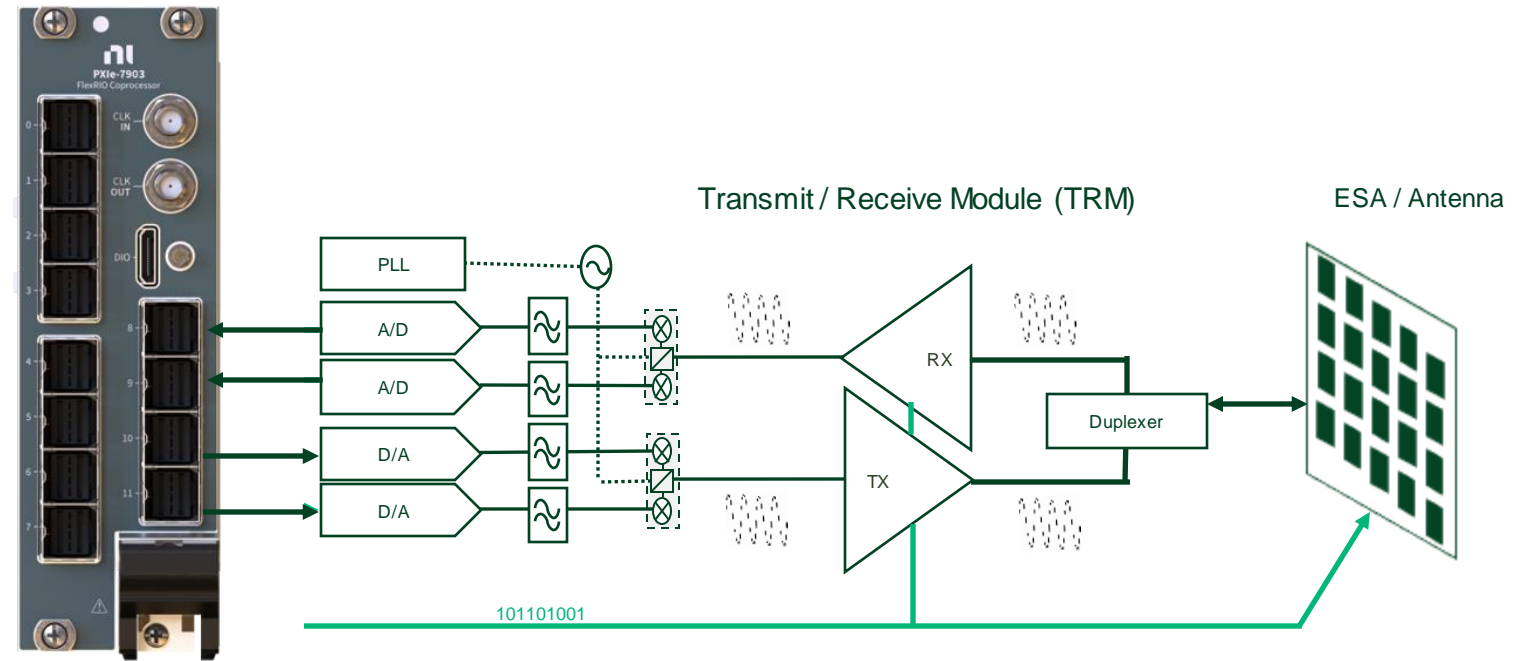 ni
PXIe-7903
FlexRIO Coprocessor
CLK
IN
CLK
OUT
DIO
0
1
2
3
4
5
6
7
8
9
10
11
PLL
A/D
A/D
D/A
D/A
Transmit / Receive Module (TRM)
RX
TX
Duplexer
ESA / Antenna
101101001